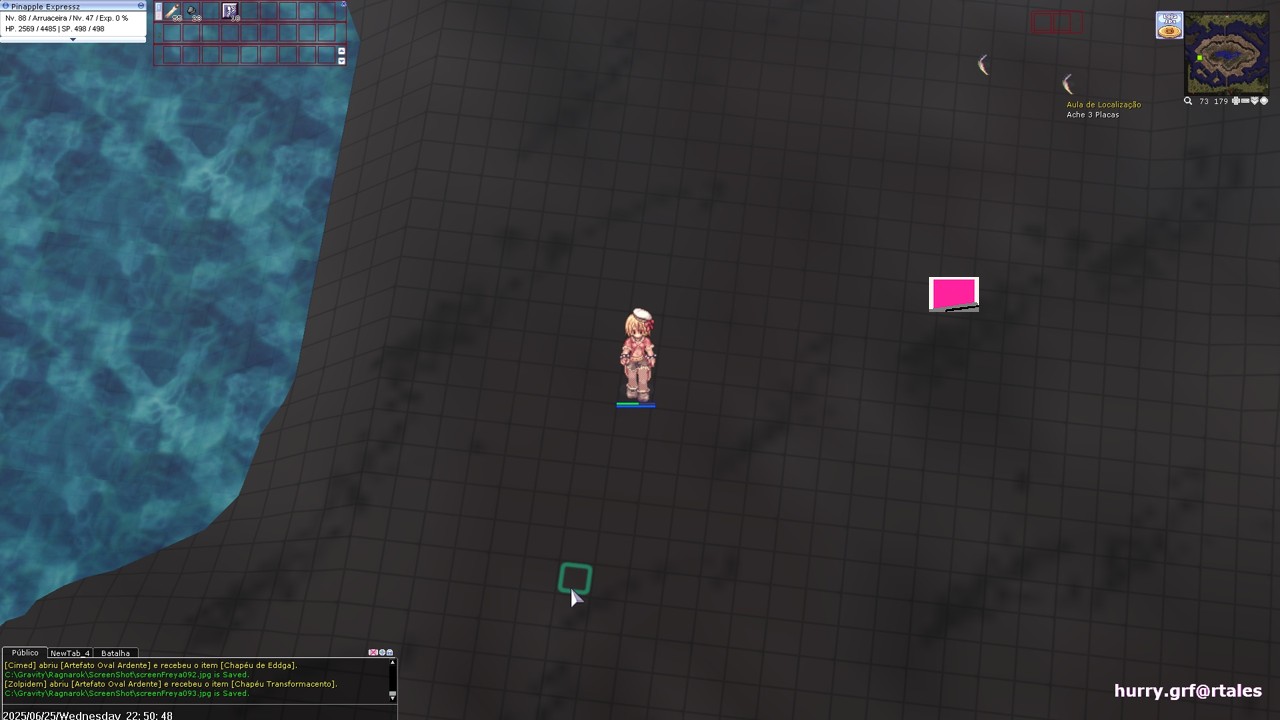 Pinapple Expressz
Nv. 88 / Arruaceira / Nv. 47 / Exp. 0 %
HP. 2569 / 4485 | SP. 498 / 498
Aula de Localização
Ache 3 Placas
73 179
Público
NewTab_4
Batalha
[Cimed] abriu [Artefato Oval Ardente] e recebeu o item [Chapéu de Eddga].
C:\Gravity\Ragnarok\ScreenShot\screenFreya092.jpg is Saved.
[Zolpidem] abriu [Artefato Oval Ardente] e recebeu o item [Chapéu Transformacento].
C:\Gravity\Ragnarok\ScreenShot\screenFreya093.jpg is Saved.
2025/06/25/Wednesday 22:50:48
hurry.grf@rtales